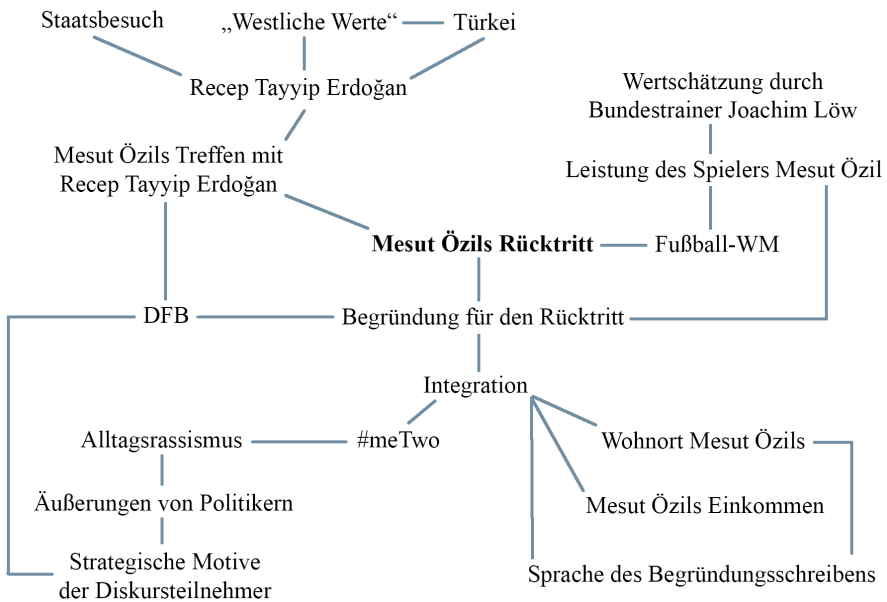 Staatsbesuch
„Westliche Werte“
Türkei
Recep Tayyip Erdoğan
Wertschätzung durch
Bundestrainer Joachim Löw
Mesut Özils Treffen mit
Recep Tayyip Erdoğan
Leistung des Spielers Mesut Özil
Mesut Özils Rücktritt
Fußball-WM
DFB
Begründung für den Rücktritt
Integration
Alltagsrassismus
#meTwo
Wohnort Mesut Özils
Äußerungen von Politikern
Mesut Özils Einkommen
Strategische Motive
der Diskursteilnehmer
Sprache des Begründungsschreibens